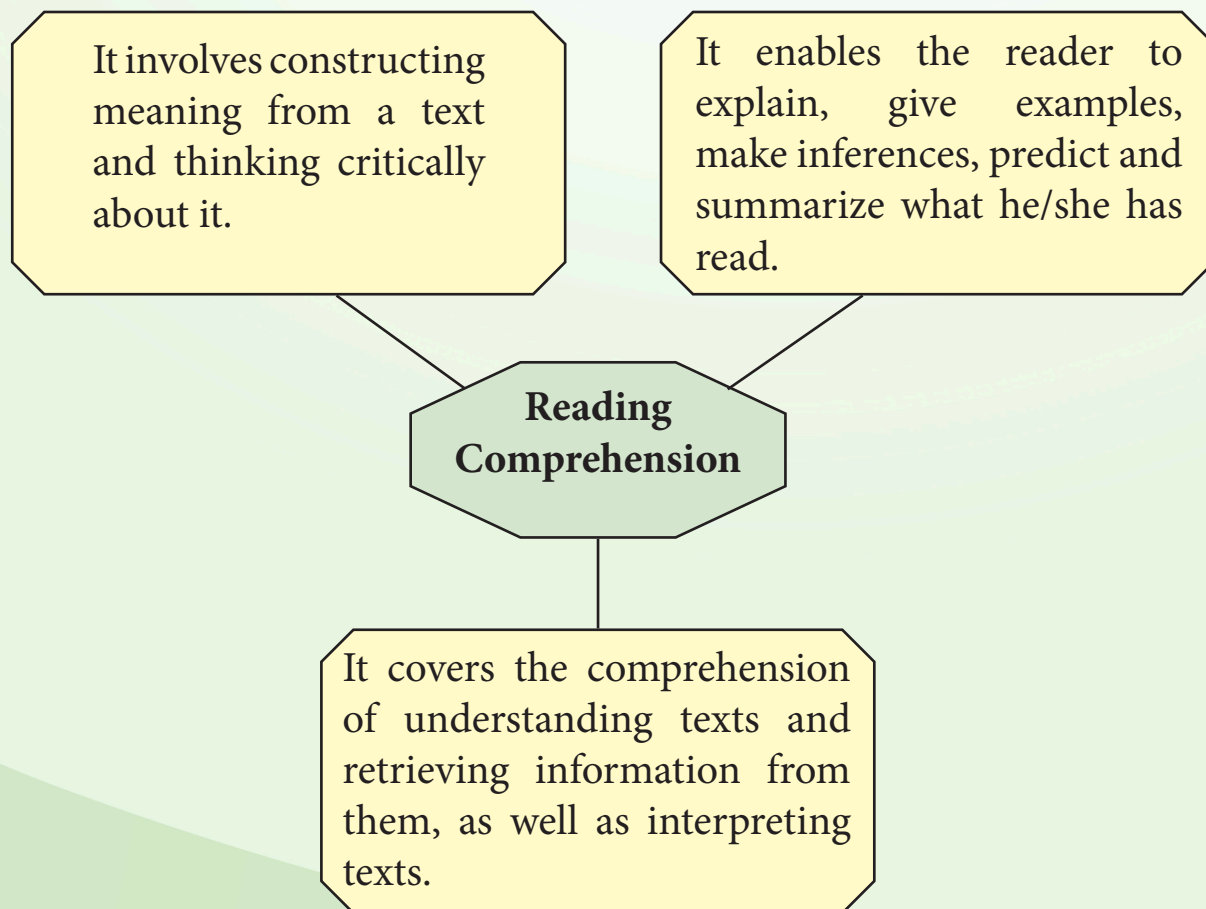 It involves constructing
meaning from a text
and thinking critically
about it.
It enables the reader to
explain, give examples,
make inferences, predict and
summarize what he/she has
read.
Reading
Comprehension
It covers the comprehension
of understanding texts and
retrieving information from
them, as well as interpreting
texts.